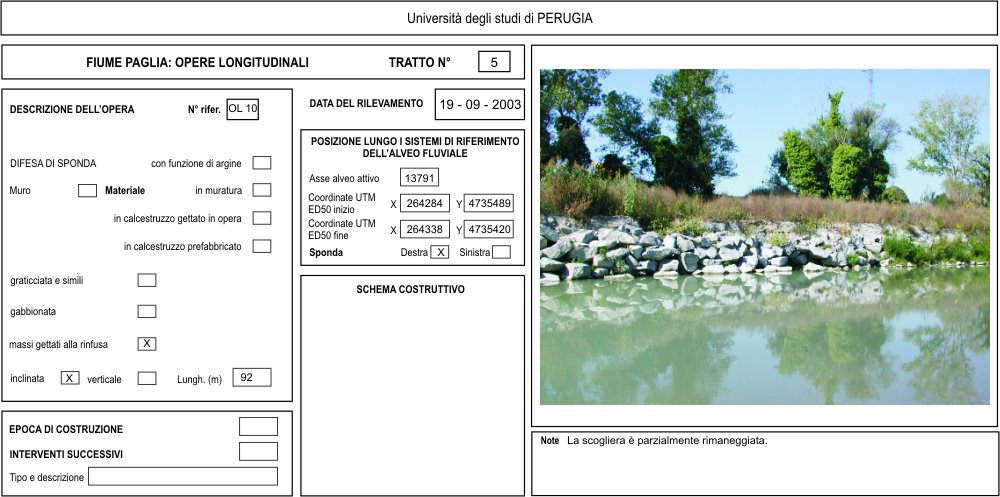 Università degli studi di PERUGIA
FIUME PAGLIA: OPERE LONGITUDINALI TRATTO N° 5
DESCRIZIONE DELL'OPERA N° rifer. OL 10
DIFESA DI SPONDA con funzione di argine
Muro Materiale in muratura
in calcestruzzo gettato in opera
in calcestruzzo prefabbricato
graticciata e simili
gabbionata
massi gettati alla rinfusa X
inclinata X verticale Lungh. (m) 92
EPOCA DI COSTRUZIONE
INTERVENTI SUCCESSIVI
Tipo e descrizione
DATA DEL RILEVAMENTO 19 - 09 - 2003
POSIZIONE LUNGO I SISTEMI DI RIFERIMENTO
DELL'ALVEO FLUVIALE
Asse alveo attivo 13791
Coordinate UTM
ED50 inizio X 264284 Y 4735489
Coordinate UTM
ED50 fine X 264338 Y 4735420
Sponda Destra X Sinistra
SCHEMA COSTRUTTIVO
Note La scogliera è parzialmente rimaneggiata.